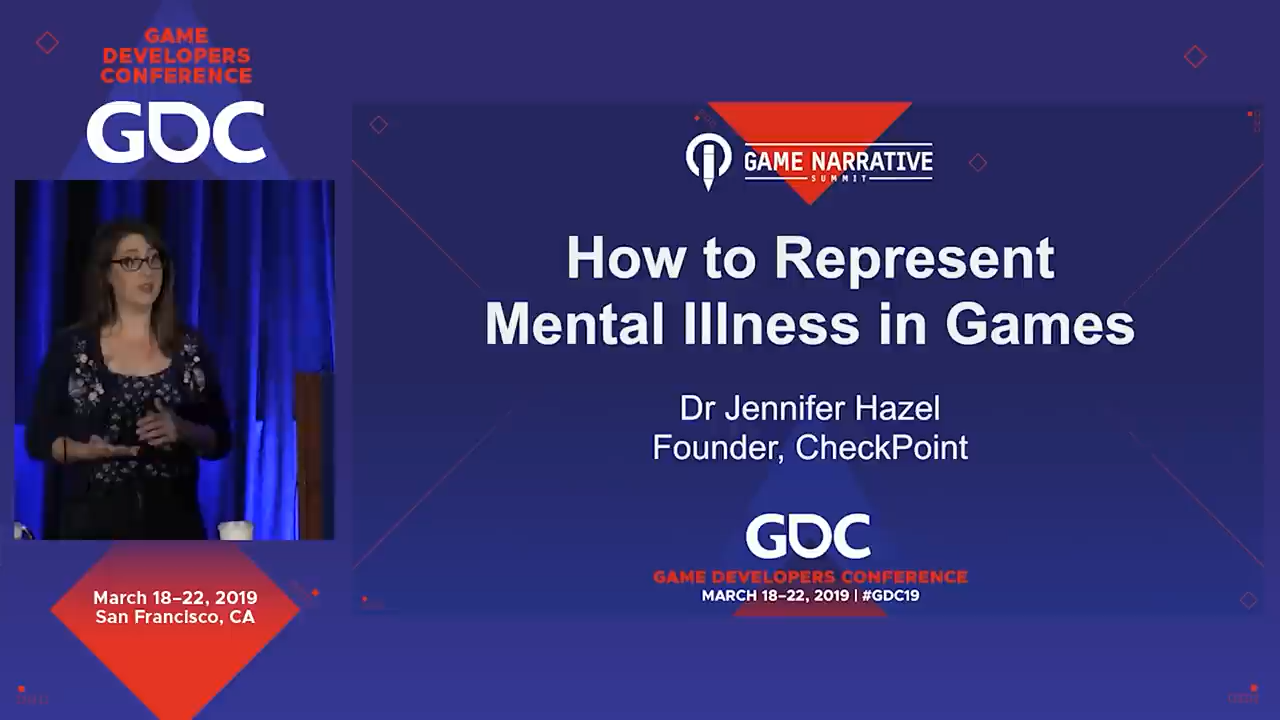 GAME
DEVELOPERS
CONFERENCE
GDC
March 18–22, 2019
San Francisco, CA
GAME NARRATIVE
SUMMIT
How to Represent
Mental Illness in Games
Dr Jennifer Hazel
Founder, CheckPoint
GDC
GAME DEVELOPERS CONFERENCE
MARCH 18–22, 2019 | #GDC19